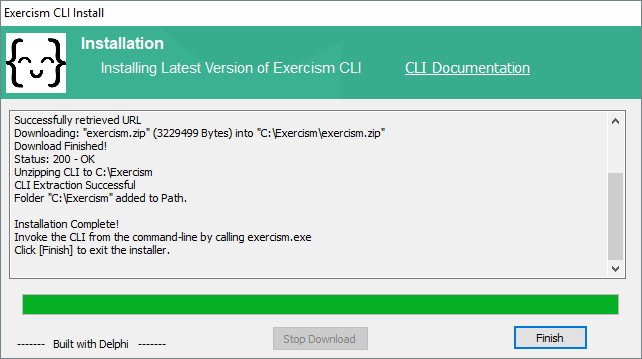 Exercism CLI Install
Installation
Installing Latest Version of Exercism CLI CLI Documentation
Successfully retrieved URL
Downloading: "exercism.zip" (3229499 Bytes) into "C:\Exercism\exercism.zip"
Download Finished!
Status: 200 - OK
Unzipping CLI to C:\Exercism
CLI Extraction Successful
Folder "C:\Exercism" added to Path.
Installation Complete!
Invoke the CLI from the command-line by calling exercism.exe
Click [Finish] to exit the installer.
------- Built with Delphi -------
Stop Download
Finish